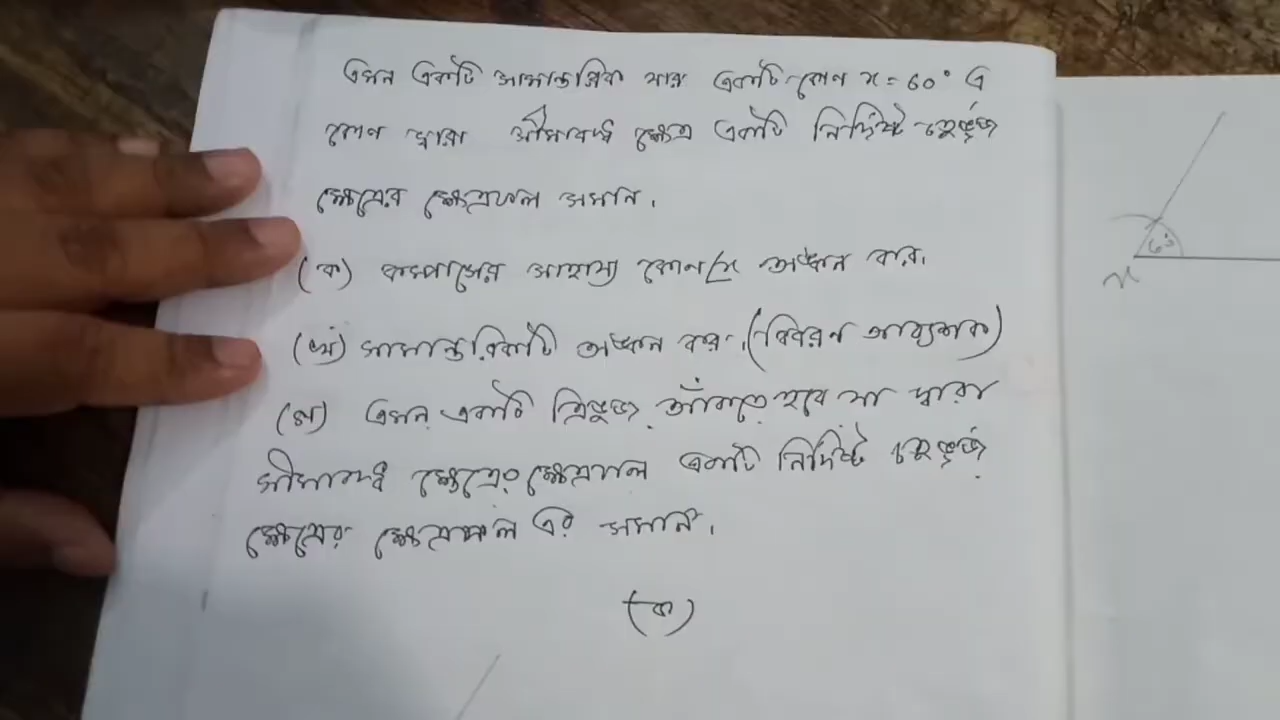 এমন একটি সামান্তরিক যার একটি কোণ x = 60° এ
কোণ দ্বারা সীমাবদ্ধ ক্ষেত্র একটি নির্দিষ্ট চতুর্ভুজ
ক্ষেত্রের ক্ষেত্রফল সমান।
(ক) কম্পাসের সাহায্যে কোণ x অঙ্কন কর।
(খ) সামান্তরিকটি অঙ্কন কর। (বিবরণ আবশ্যক)
(গ) এমন একটি ত্রিভুজ আঁকতে হবে যা দ্বারা
সীমাবদ্ধ ক্ষেত্রের ক্ষেত্রফল একটি নির্দিষ্ট চতুর্ভুজ
ক্ষেত্রের ক্ষেত্রফল এর সমান।
(ক)
60°
x